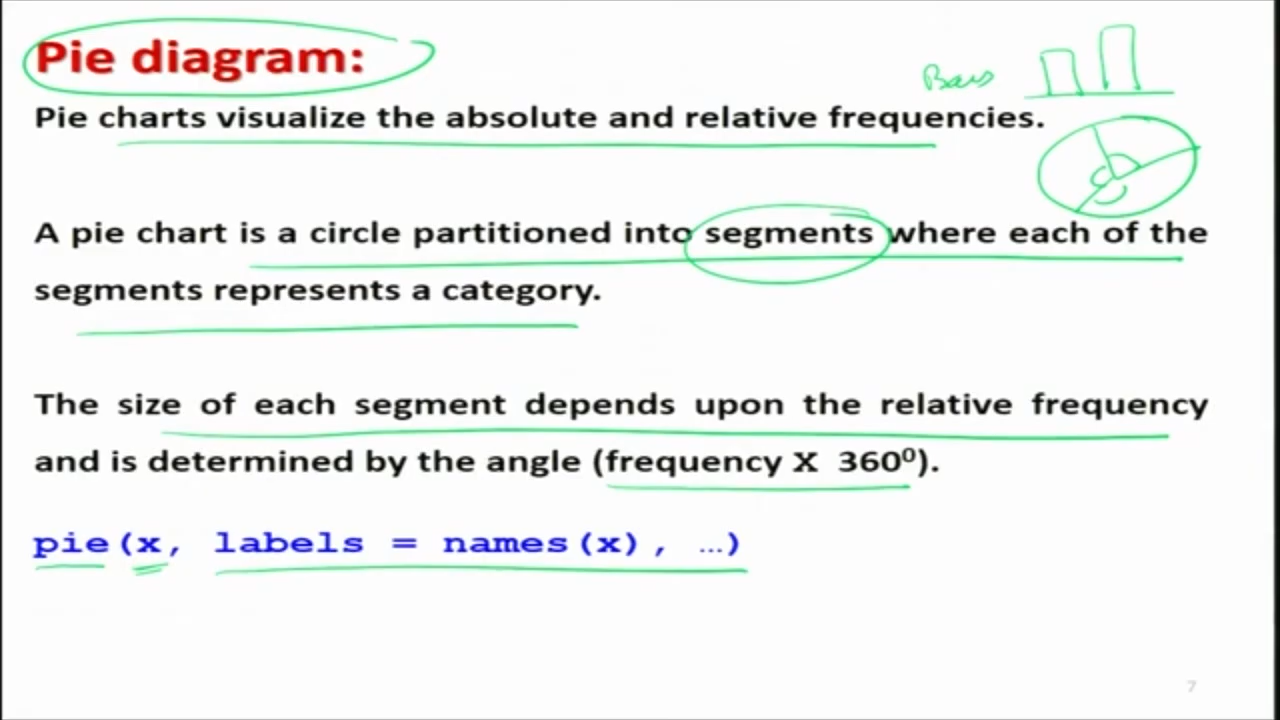 Pie diagram:
Bars
Pie charts visualize the absolute and relative frequencies.
A pie chart is a circle partitioned into segments where each of the
segments represents a category.
The size of each segment depends upon the relative frequency
and is determined by the angle (frequency X 360⁰).
pie(x, labels = names(x), …)
7